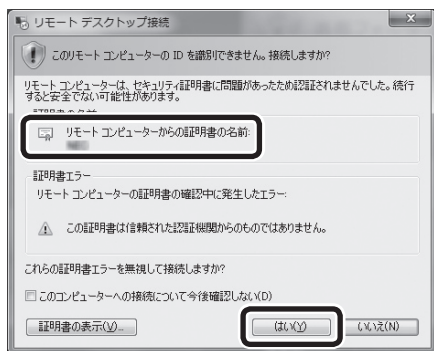 リモート デスクトップ接続
このリモート コンピューターの ID を識別できません。接続しますか?
リモート コンピューターは、セキュリティ証明書に問題があったため認証されませんでした。続行
すると安全でない可能性があります。
証明書の名前
リモート コンピューターからの証明書の名前:
証明書エラー
リモート コンピューターの証明書の確認中に発生したエラー:
この証明書は信頼された認証機関からのものではありません。
これらの証明書エラーを無視して接続しますか?
このコンピューターへの接続について今後確認しない(D)
証明書の表示(V)... はい(Y) いいえ(N)